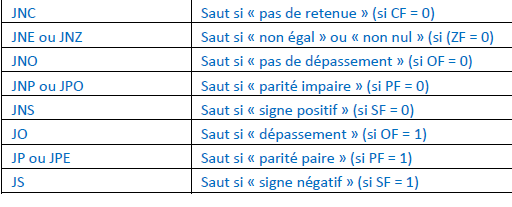 JNC Saut si « pas de retenue » (si CF = 0)
JNE ou JNZ Saut si « non égal » ou « non nul » (si (ZF = 0)
JNO Saut si « pas de dépassement » (si OF = 0)
JNP ou JPO Saut si « parité impaire » (si PF = 0)
JNS Saut si « signe positif » (si SF = 0)
JO Saut si « dépassement » (si OF = 1)
JP ou JPE Saut si « parité paire » (si PF = 1)
JS Saut si « signe négatif » (si SF = 1)